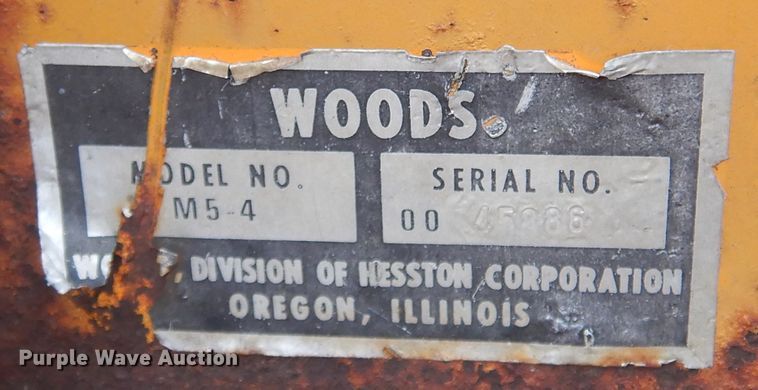 WOODS
MODEL NO.
M5-4
SERIAL NO.
00
DIVISION OF HESSTON CORPORATION
OREGON, ILLINOIS
Purple Wave Auction